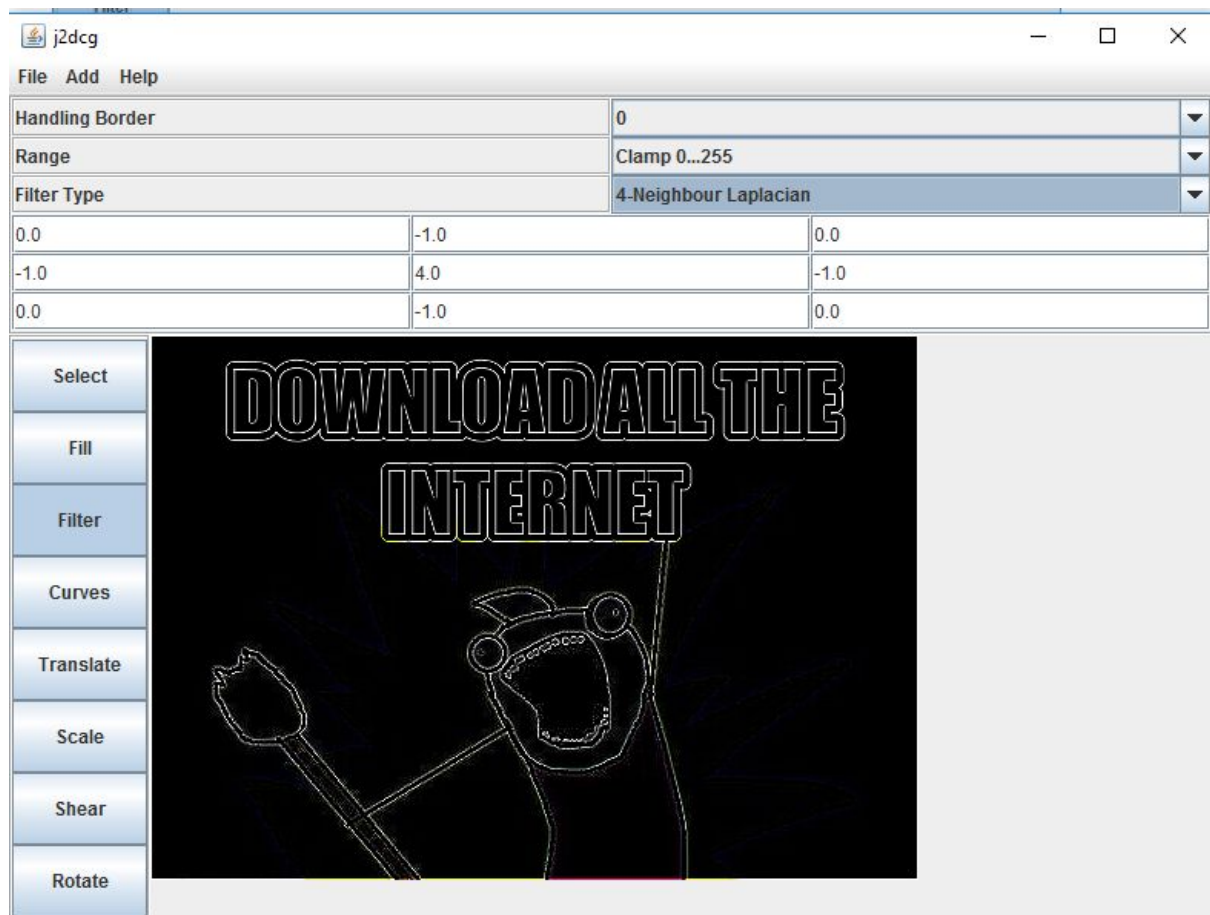 Filter
j2dcg
File Add Help
Handling Border 0
Range Clamp 0...255
Filter Type 4-Neighbour Laplacian
0.0 -1.0 0.0
-1.0 4.0 -1.0
0.0 -1.0 0.0
Select
Fill
Filter
Curves
Translate
Scale
Shear
Rotate
DOWNLOAD ALL THE
INTERNET